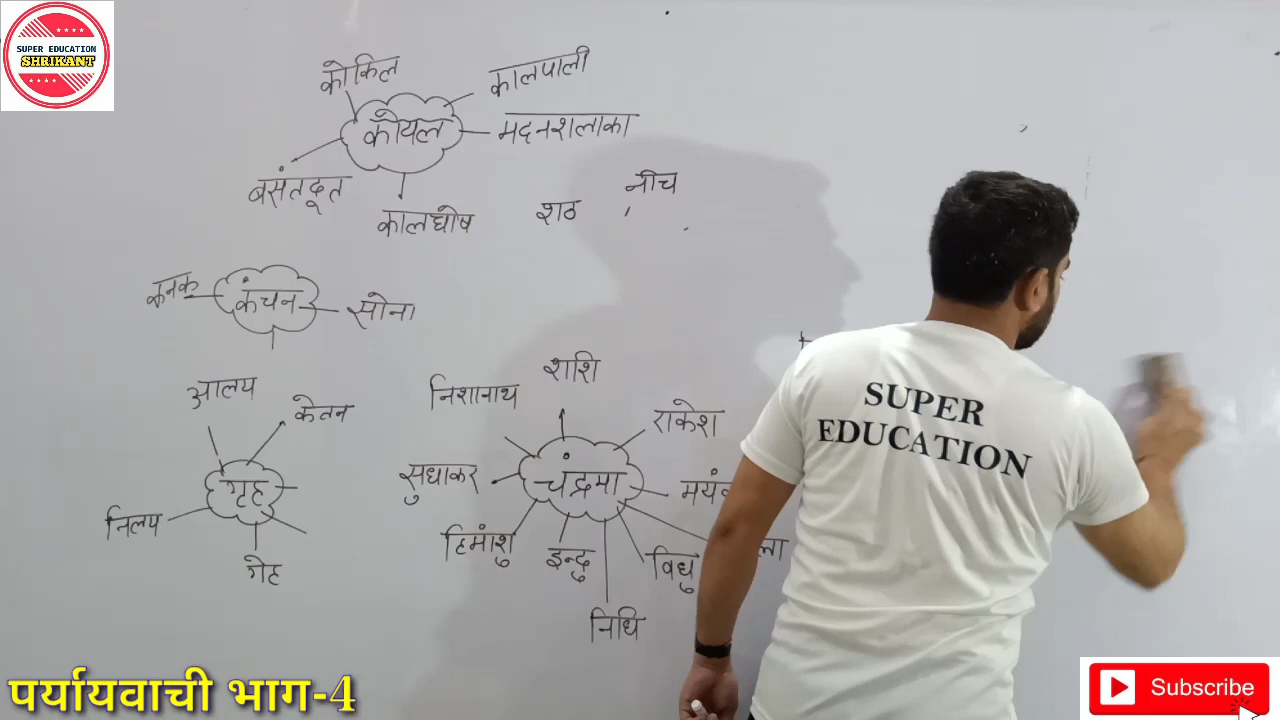 SUPER EDUCATION
SHRIKANT
कोकिल
कालपाली
कोयल
मदनशलाका
बसंतदूत
कालघोष
शठ
नीच
कनक
कंचन
सोना
आलय
केतन
गृह
निलय
गेह
शशि
निशानाथ
राकेश
सुधाकर
चंद्रमा
हिमांशु
इन्दु
विधु
निधि
SUPER
EDUCATION
पर्यायवाची भाग-4
Subscribe